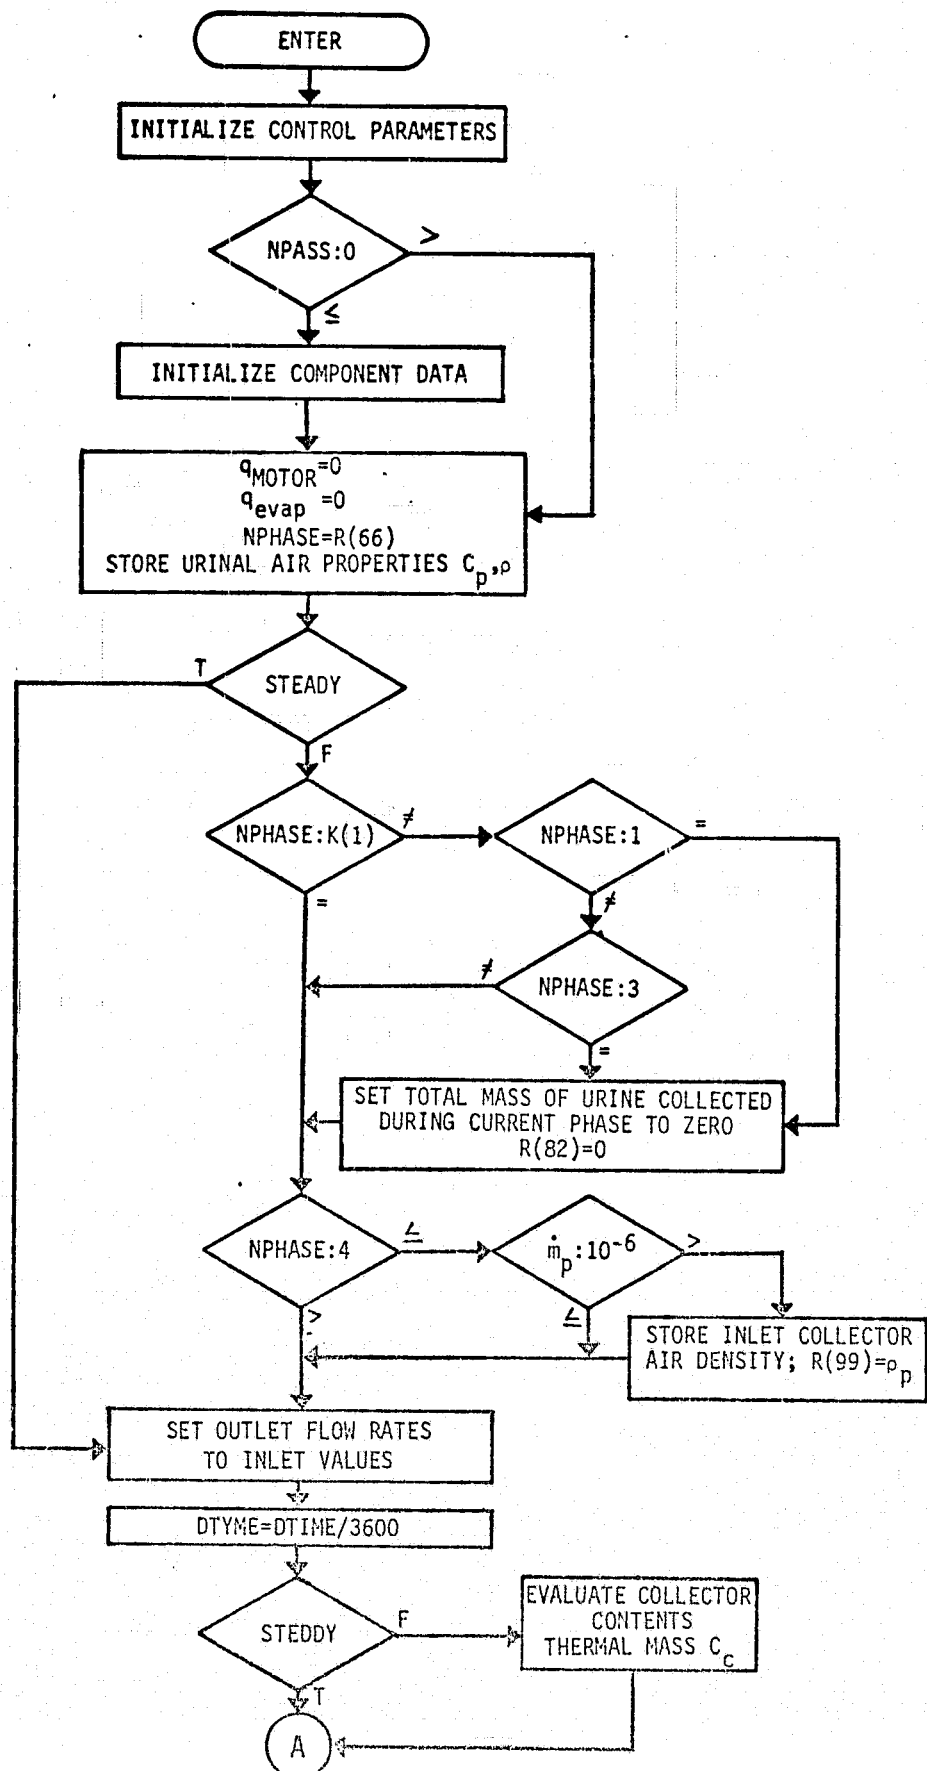 ENTER
INITIALIZE CONTROL PARAMETERS
NPASS:0
>
≤
INITIALIZE COMPONENT DATA
qMOTOR=0
qevap =0
NPHASE=R(66)
STORE URINAL AIR PROPERTIES Cp,ρ
T
STEADY
F
NPHASE:K(1)
≠
NPHASE:1
=
=
≠
≠
NPHASE:3
=
SET TOTAL MASS OF URINE COLLECTED
DURING CURRENT PHASE TO ZERO
R(82)=0
NPHASE:4
≤
ṁp:10⁻⁶
>
>
≤
STORE INLET COLLECTOR
AIR DENSITY; R(99)=ρp
SET OUTLET FLOW RATES
TO INLET VALUES
DTYME=DTIME/3600
STEDDY
F
EVALUATE COLLECTOR
CONTENTS
THERMAL MASS Cc
T
A